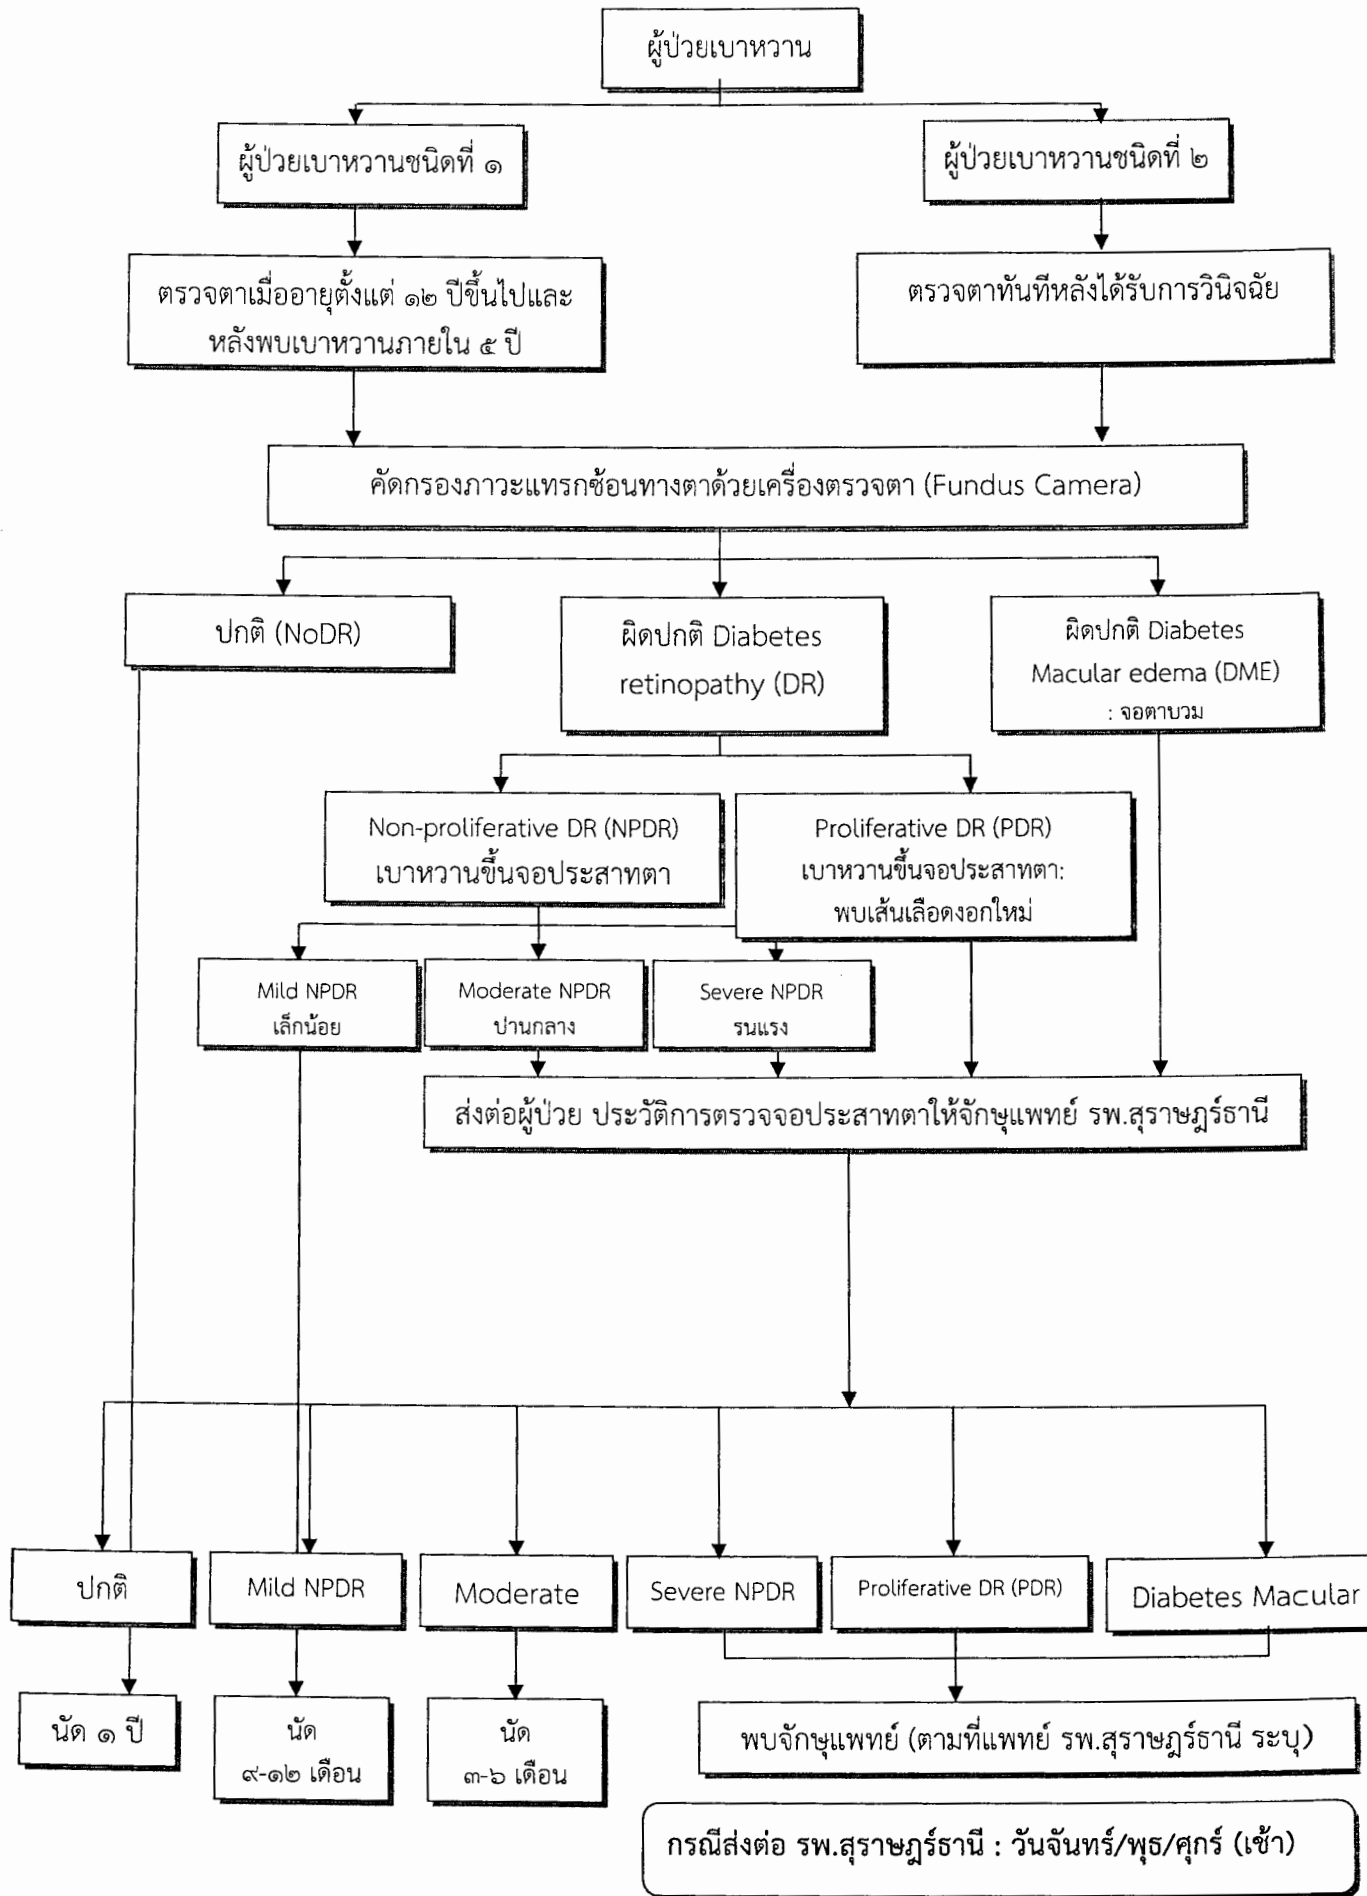 ผู้ป่วยเบาหวาน
ผู้ป่วยเบาหวานชนิดที่ ๑
ผู้ป่วยเบาหวานชนิดที่ ๒
ตรวจตาเมื่ออายุตั้งแต่ ๑๒ ปีขึ้นไปและ
หลังพบเบาหวานภายใน ๕ ปี
ตรวจตาทันทีหลังได้รับการวินิจฉัย
คัดกรองภาวะแทรกซ้อนทางตาด้วยเครื่องตรวจตา (Fundus Camera)
ปกติ (NoDR)
ผิดปกติ Diabetes
retinopathy (DR)
ผิดปกติ Diabetes
Macular edema (DME)
: จอตาบวม
Non-proliferative DR (NPDR)
เบาหวานขึ้นจอประสาทตา
Proliferative DR (PDR)
เบาหวานขึ้นจอประสาทตา:
พบเส้นเลือดงอกใหม่
Mild NPDR
เล็กน้อย
Moderate NPDR
ปานกลาง
Severe NPDR
รุนแรง
ส่งต่อผู้ป่วย ประวัติการตรวจจอประสาทตาให้จักษุแพทย์ รพ.สุราษฎร์ธานี
ปกติ
Mild NPDR
Moderate
Severe NPDR
Proliferative DR (PDR)
Diabetes Macular
นัด ๑ ปี
นัด
๙-๑๒ เดือน
นัด
๓-๖ เดือน
พบจักษุแพทย์ (ตามที่แพทย์ รพ.สุราษฎร์ธานี ระบุ)
กรณีส่งต่อ รพ.สุราษฎร์ธานี : วันจันทร์/พุธ/ศุกร์ (เช้า)